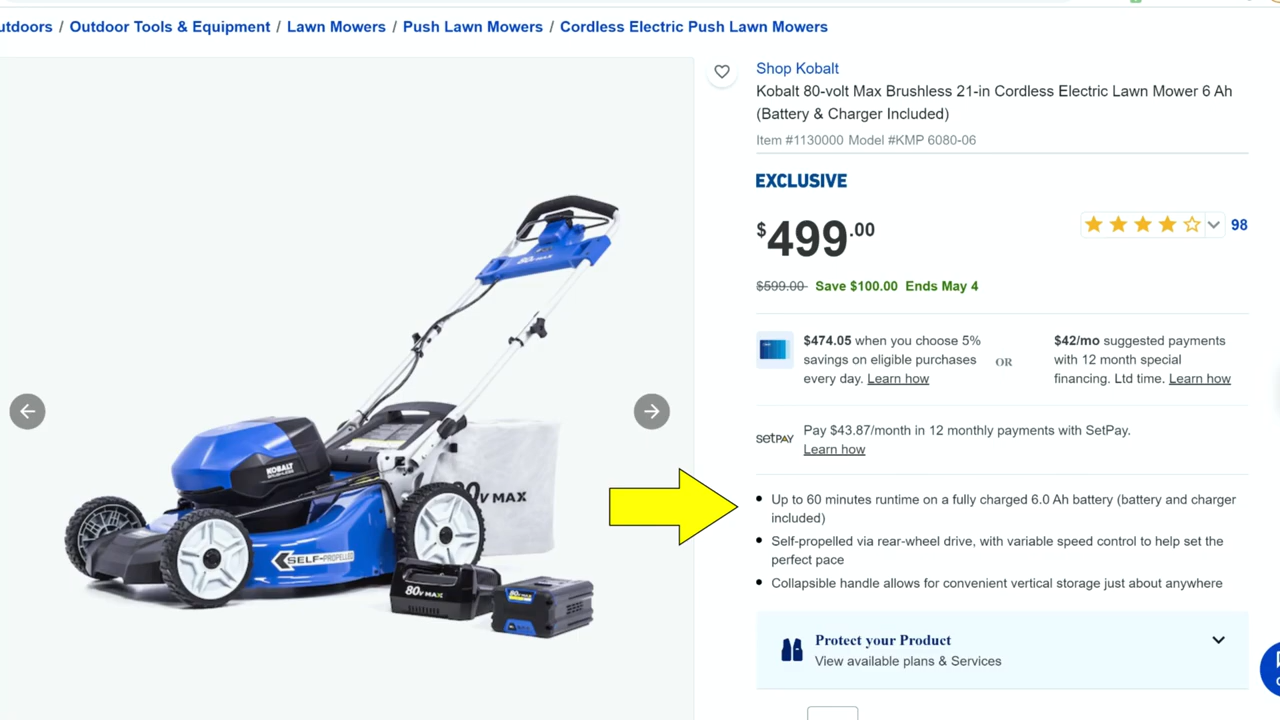 utdoors / Outdoor Tools & Equipment / Lawn Mowers / Push Lawn Mowers / Cordless Electric Push Lawn Mowers
Shop Kobalt
Kobalt 80-volt Max Brushless 21-in Cordless Electric Lawn Mower 6 Ah
(Battery & Charger Included)
Item #1130000 Model #KMP 6080-06
EXCLUSIVE
$499.00
98
$599.00 Save $100.00 Ends May 4
$474.05 when you choose 5%
savings on eligible purchases
every day. Learn how
OR
$42/mo suggested payments
with 12 month special
financing. Ltd time. Learn how
setPAY
Pay $43.87/month in 12 monthly payments with SetPay.
Learn how
• Up to 60 minutes runtime on a fully charged 6.0 Ah battery (battery and charger
included)
• Self-propelled via rear-wheel drive, with variable speed control to help set the
perfect pace
• Collapsible handle allows for convenient vertical storage just about anywhere
Protect your Product
View available plans & Services
KOBALT
80V MAX
SELF-PROPELLED
80V MAX